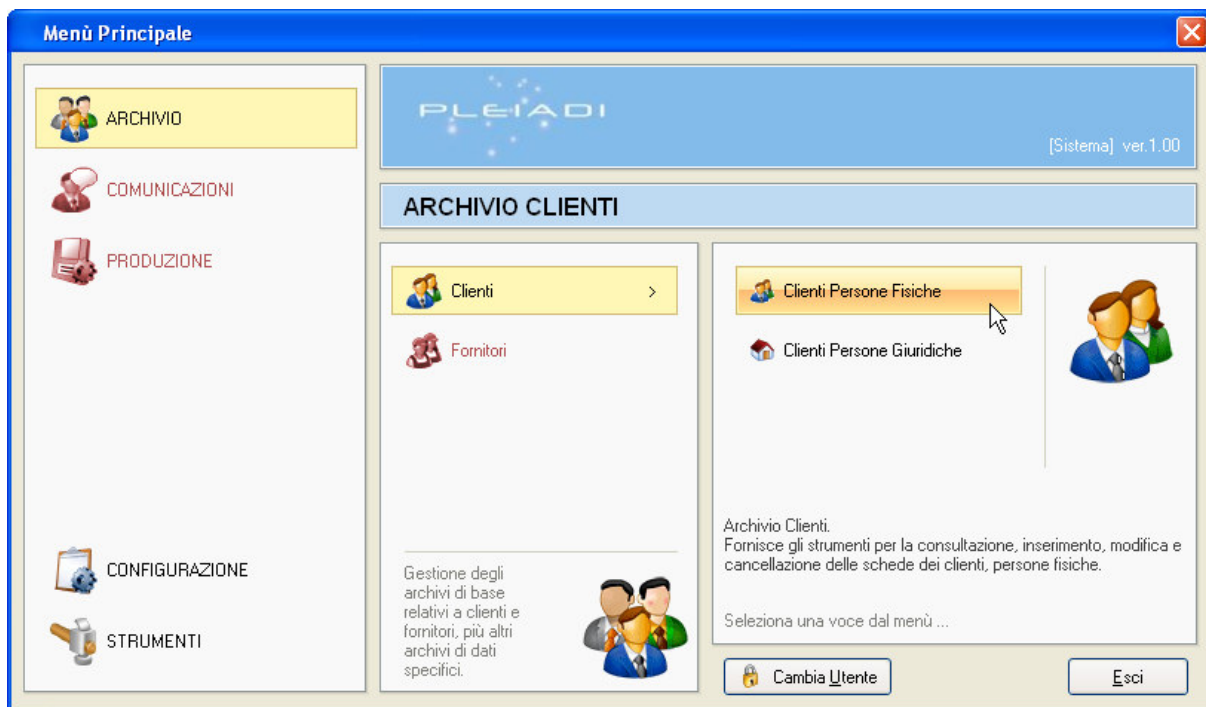 Menù Principale
ARCHIVIO
COMUNICAZIONI
PRODUZIONE
CONFIGURAZIONE
STRUMENTI
PLEIADI
[Sistema] ver.1.00
ARCHIVIO CLIENTI
Clienti >
Fornitori
Gestione degli
archivi di base
relativi a clienti e
fornitori, più altri
archivi di dati
specifici.
Clienti Persone Fisiche
Clienti Persone Giuridiche
Archivio Clienti.
Fornisce gli strumenti per la consultazione, inserimento, modifica e
cancellazione delle schede dei clienti, persone fisiche.
Seleziona una voce dal menù ...
Cambia Utente
Esci